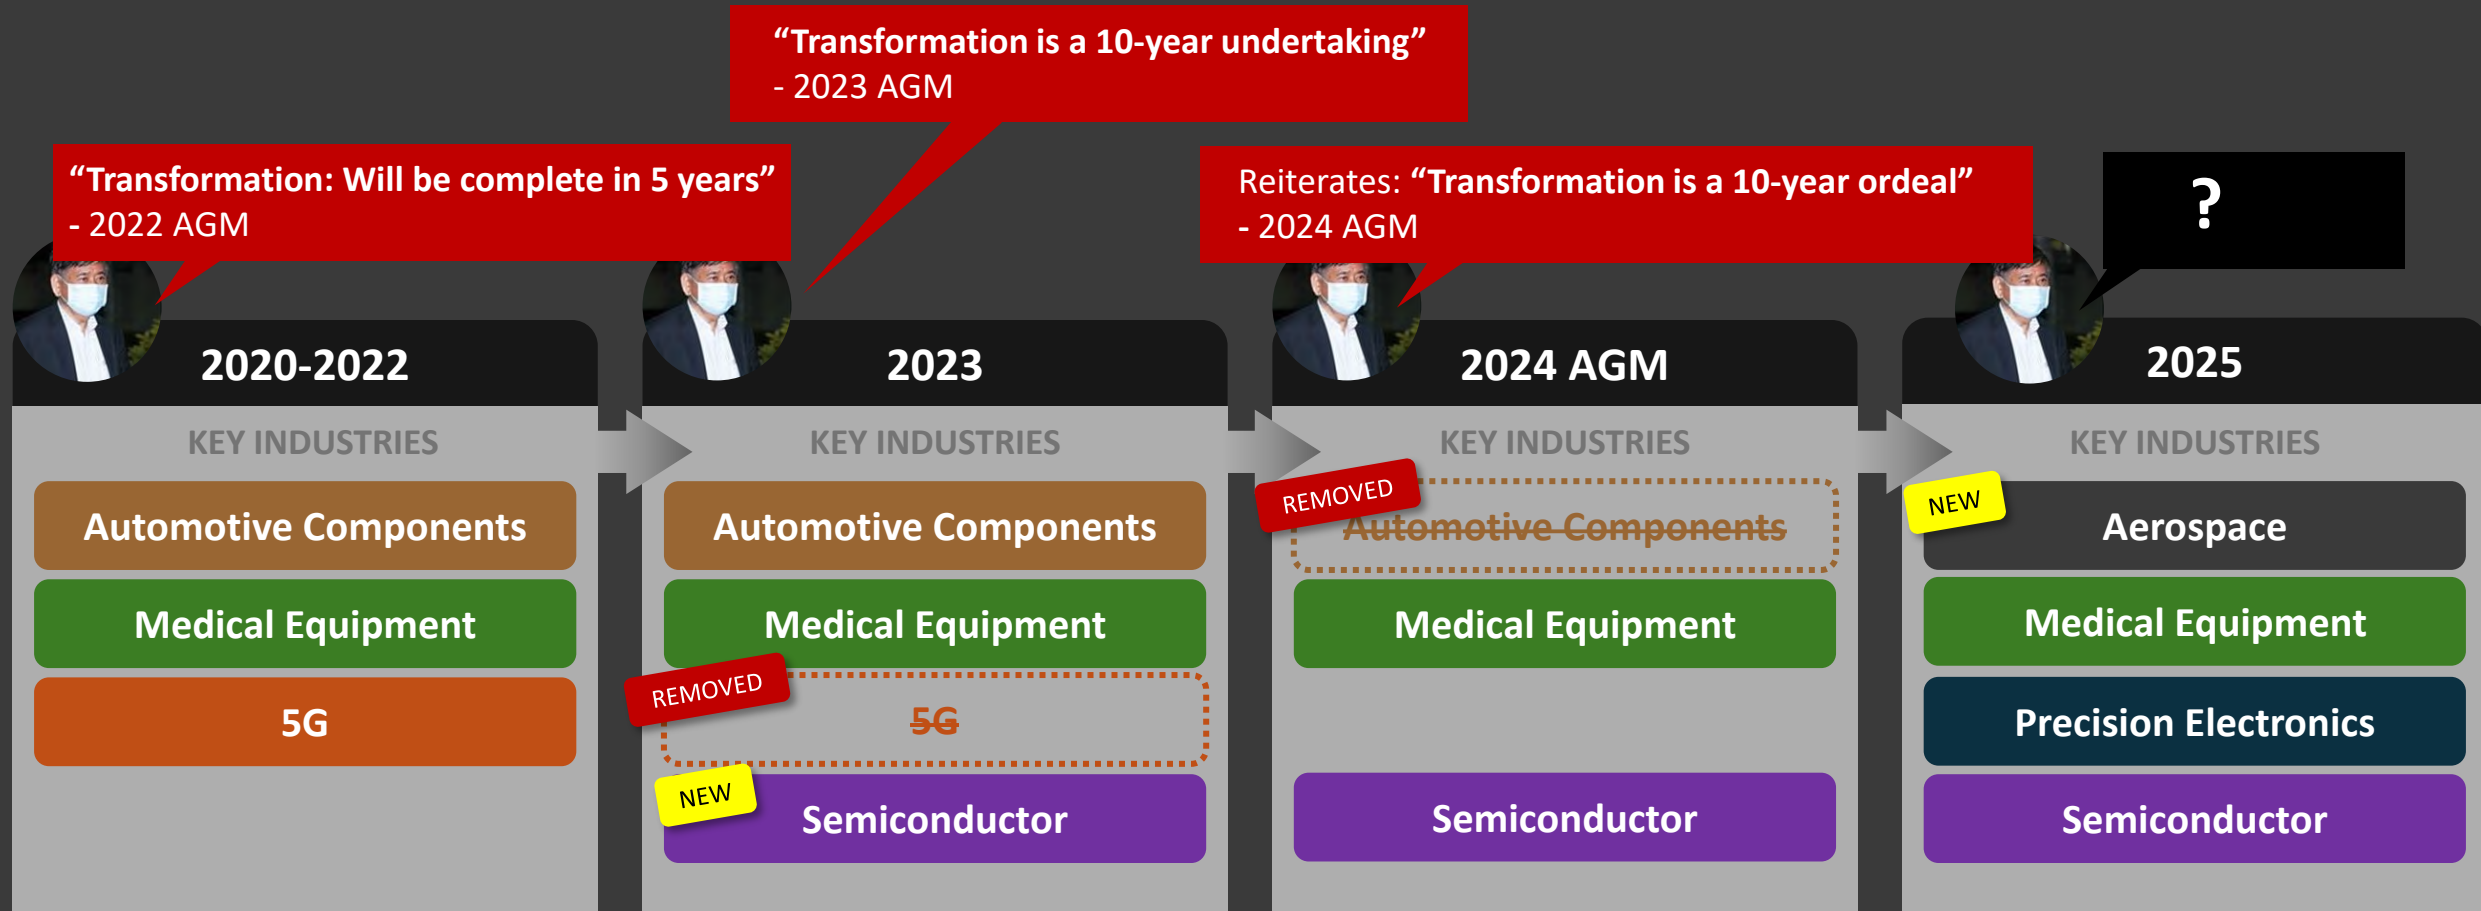 “Transformation is a 10-year undertaking”
- 2023 AGM
“Transformation: Will be complete in 5 years”
- 2022 AGM
Reiterates: “Transformation is a 10-year ordeal”
- 2024 AGM
?
2020-2022
KEY INDUSTRIES
Automotive Components
Medical Equipment
5G
2023
KEY INDUSTRIES
Automotive Components
Medical Equipment
REMOVED
5G
NEW
Semiconductor
2024 AGM
KEY INDUSTRIES
REMOVED
Automotive Components
Medical Equipment
Semiconductor
2025
KEY INDUSTRIES
NEW
Aerospace
Medical Equipment
Precision Electronics
Semiconductor